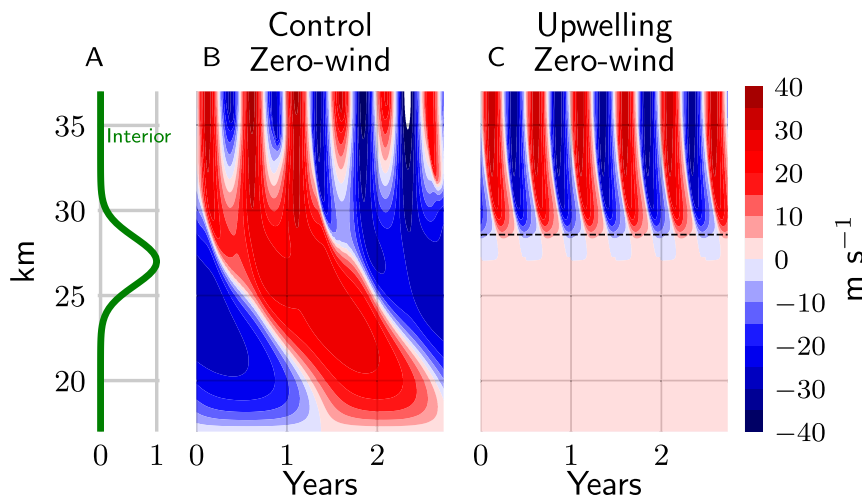 Control
Upwelling
A
B
Zero-wind
C
Zero-wind
Interior
km
35
30
25
20
0
1
0
1
2
Years
0
1
2
Years
40
30
20
10
0
−10
−20
−30
−40
m s−1